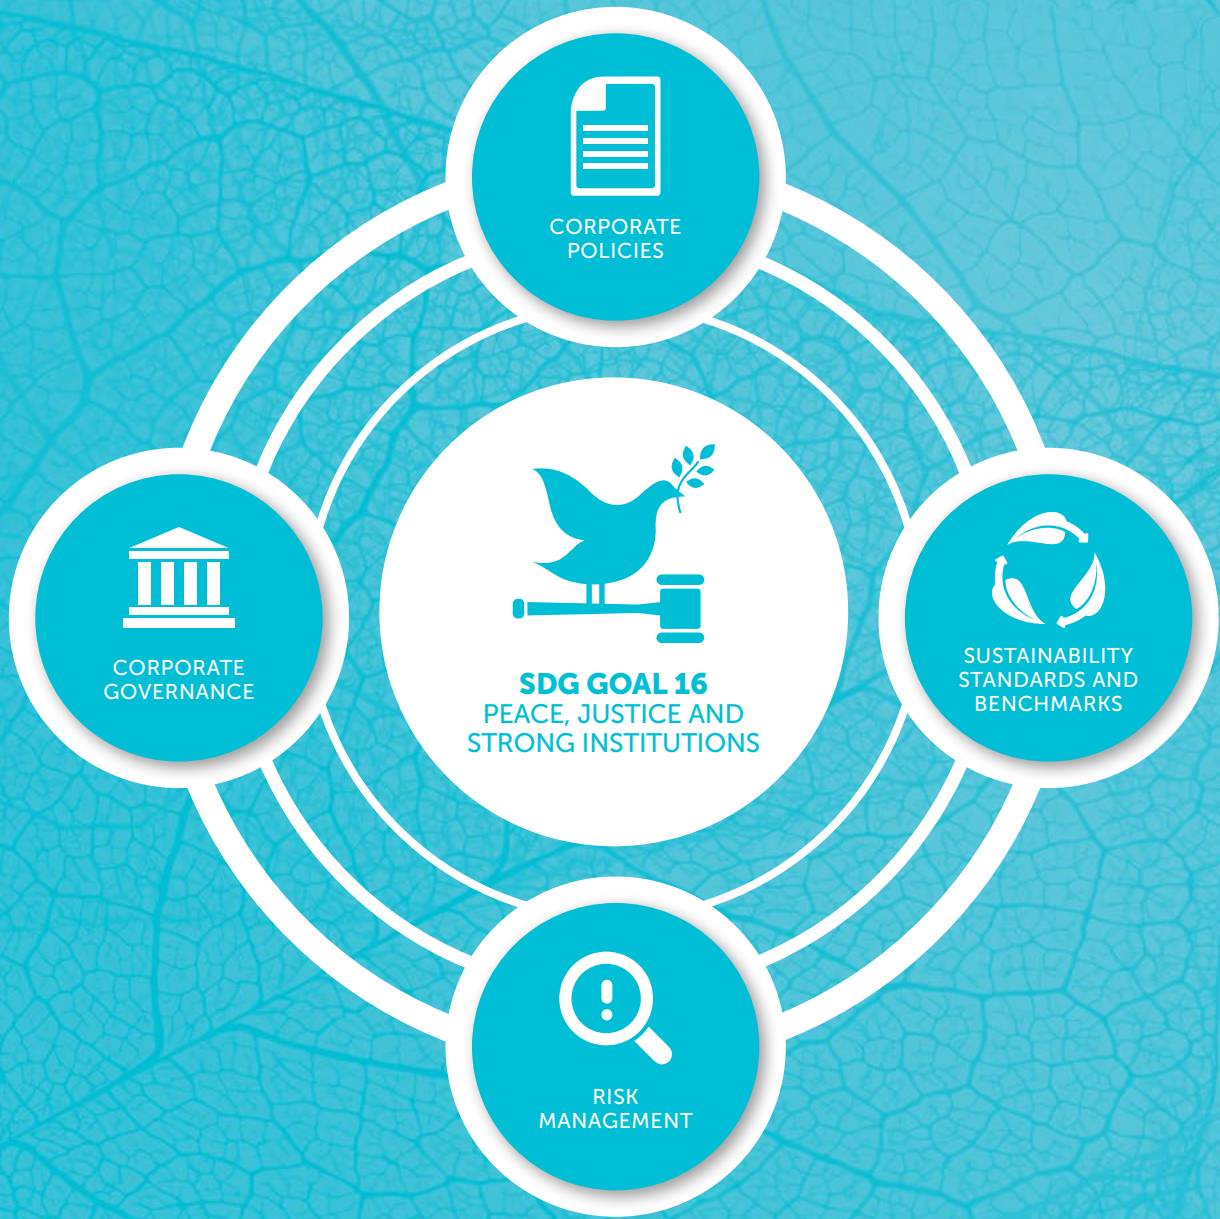 CORPORATE
POLICIES
CORPORATE
GOVERNANCE
SDG GOAL 16
PEACE, JUSTICE AND
STRONG INSTITUTIONS
SUSTAINABILITY
STANDARDS AND
BENCHMARKS
RISK
MANAGEMENT